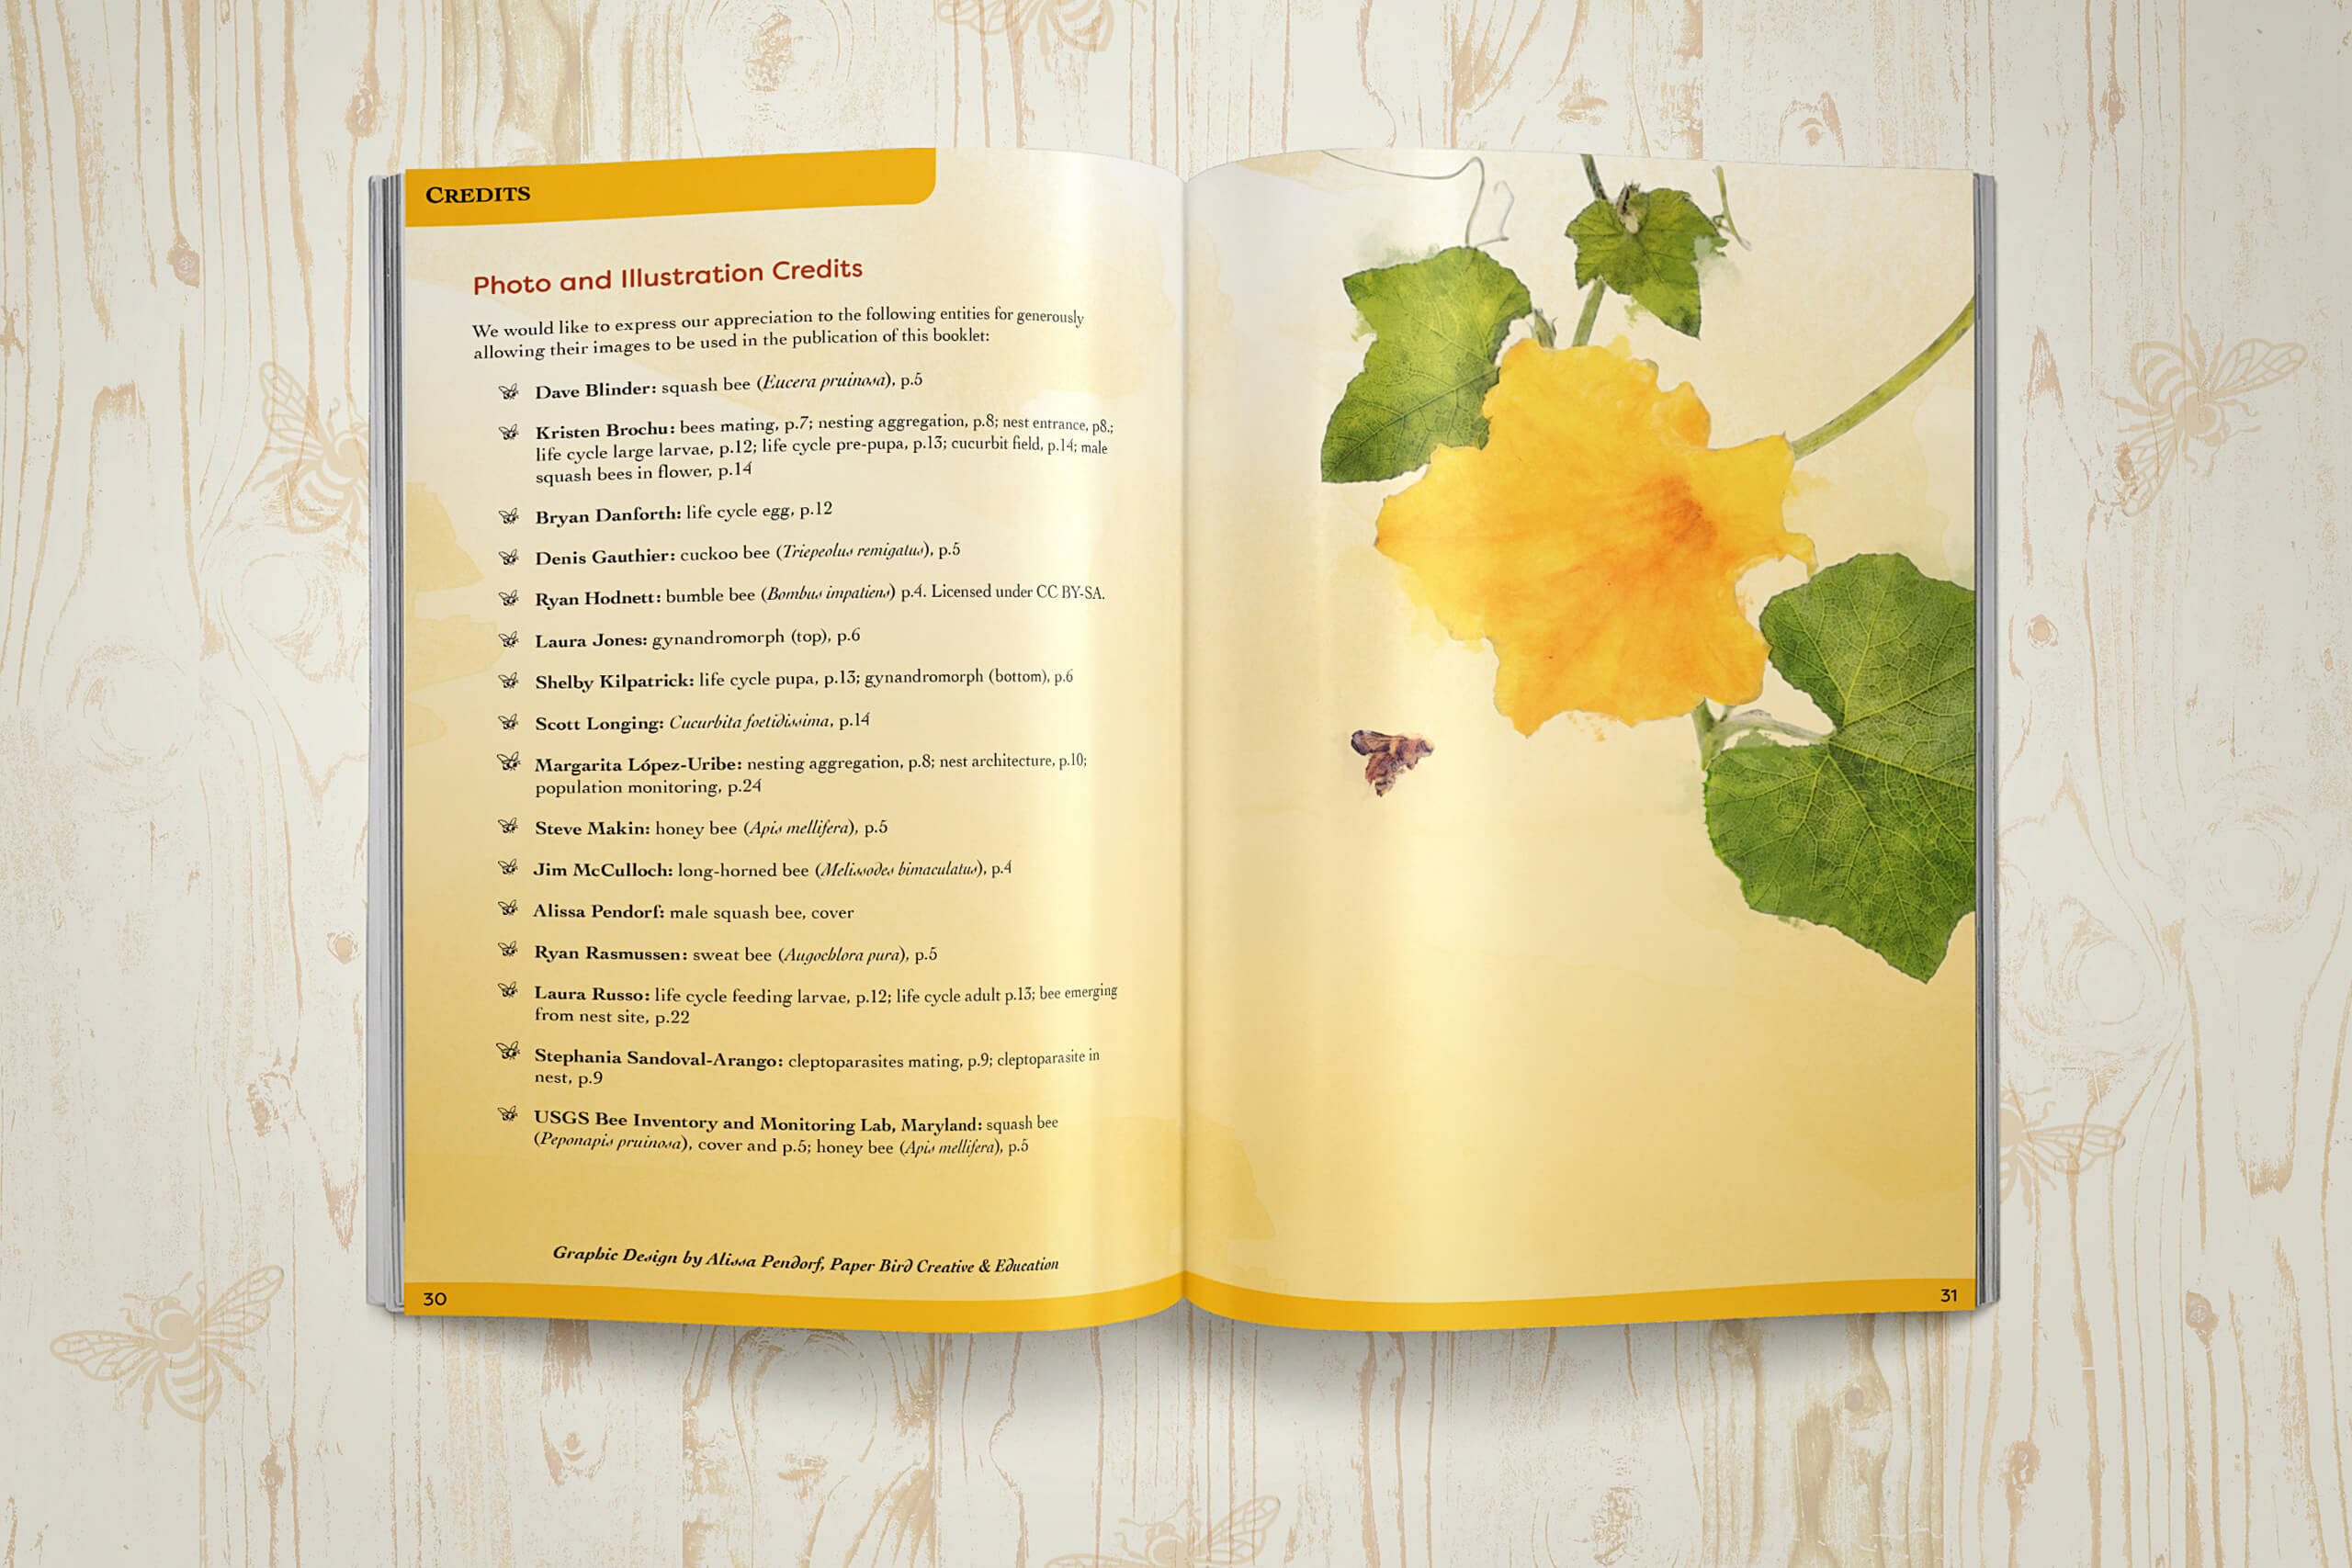 CREDITS
Photo and Illustration Credits
We would like to express our appreciation to the following entities for generously
allowing their images to be used in the publication of this booklet:
Dave Blinder: squash bee (Eucera pruinosa), p.5
Kristen Brochu: bees mating, p.7; nesting aggregation, p.8; nest entrance, p8.;
life cycle large larvae, p.12; life cycle pre-pupa, p.13; cucurbit field, p.14; male
squash bees in flower, p.14
Bryan Danforth: life cycle egg, p.12
Denis Gauthier: cuckoo bee (Triepeolus remigatus), p.5
Ryan Hodnett: bumble bee (Bombus impatiens) p.4. Licensed under CC BY-SA.
Laura Jones: gynandromorph (top), p.6
Shelby Kilpatrick: life cycle pupa, p.13; gynandromorph (bottom), p.6
Scott Longing: Cucurbita foetidissima, p.14
Margarita López-Uribe: nesting aggregation, p.8; nest architecture, p.10;
population monitoring, p.24
Steve Makin: honey bee (Apis mellifera), p.5
Jim McCulloch: long-horned bee (Melissodes bimaculatus), p.4
Alissa Pendorf: male squash bee, cover
Ryan Rasmussen: sweat bee (Augochlora pura), p.5
Laura Russo: life cycle feeding larvae, p.12; life cycle adult p.13; bee emerging
from nest site, p.22
Stephania Sandoval-Arango: cleptoparasites mating, p.9; cleptoparasite in
nest, p.9
USGS Bee Inventory and Monitoring Lab, Maryland: squash bee
(Peponapis pruinosa), cover and p.5; honey bee (Apis mellifera), p.5
Graphic Design by Alissa Pendorf, Paper Bird Creative & Education
30
31